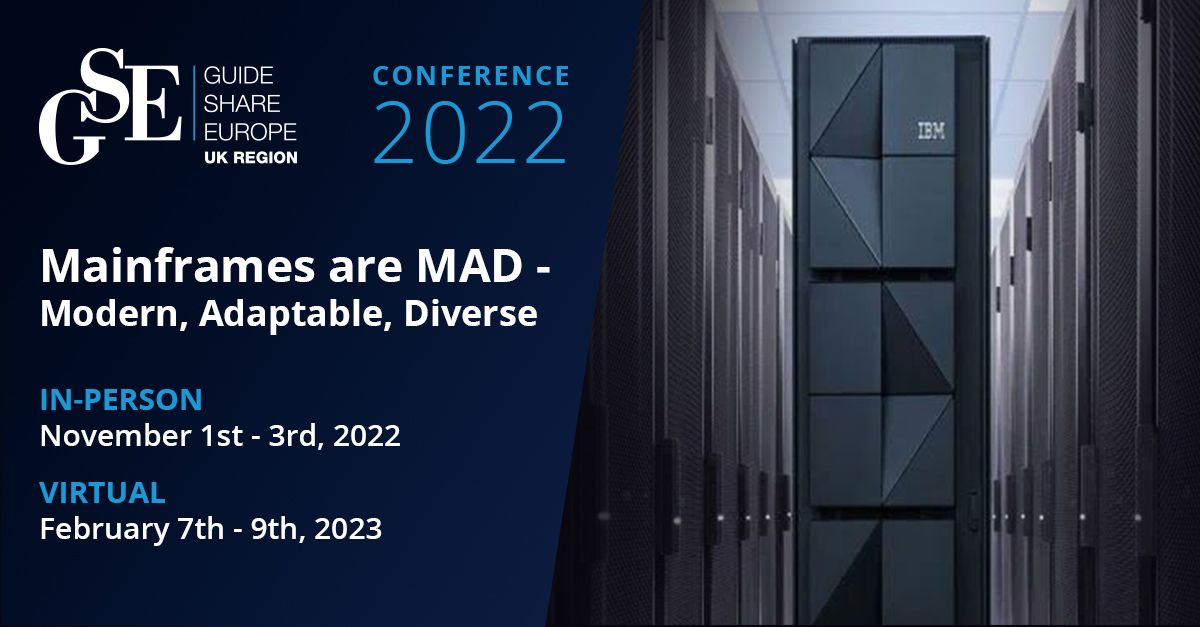 GSE
GUIDE
SHARE
EUROPE
UK REGION
CONFERENCE
2022
IBM
Mainframes are MAD -
Modern, Adaptable, Diverse
IN-PERSON
November 1st - 3rd, 2022
VIRTUAL
February 7th - 9th, 2023